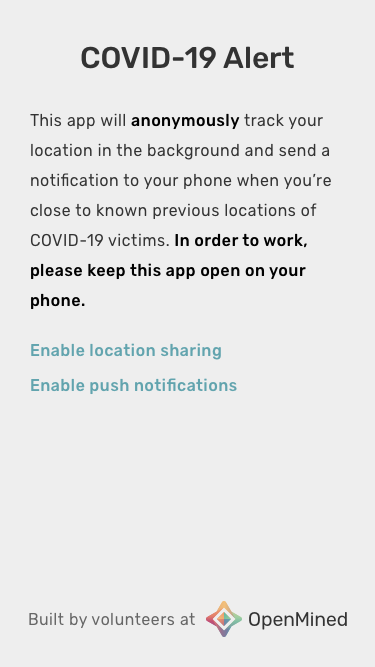 COVID-19 Alert
This app will anonymously track your
location in the background and send a
notification to your phone when you’re
close to known previous locations of
COVID-19 victims. In order to work,
please keep this app open on your
phone.
Enable location sharing
Enable push notifications
Built by volunteers at OpenMined